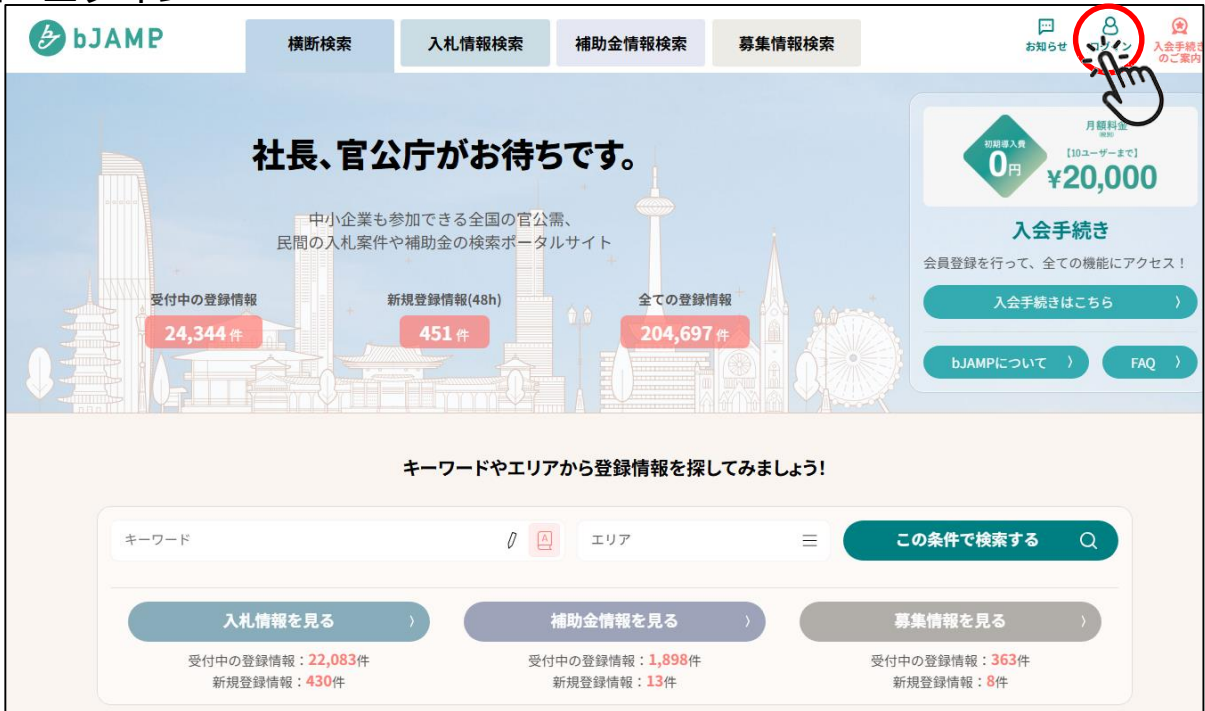 bJAMP
横断検索
入札情報検索
補助金情報検索
募集情報検索
お知らせ
ログイン
入会手続き
のご案内
社長、官公庁がお待ちです。
中小企業も参加できる全国の官公需、
民間の入札案件や補助金の検索ポータルサイト
受付中の登録情報
24,344件
新規登録情報(48h)
451件
全ての登録情報
204,697件
初期導入費
0円
月額料金
【10ユーザーまで】
¥20,000
入会手続き
会員登録を行って、全ての機能にアクセス！
入会手続きはこちら
bJAMPについて
FAQ
キーワードやエリアから登録情報を探してみましょう!
キーワード
A
エリア
この条件で検索する
入札情報を見る
受付中の登録情報：22,083件
新規登録情報：430件
補助金情報を見る
受付中の登録情報：1,898件
新規登録情報：13件
募集情報を見る
受付中の登録情報：363件
新規登録情報：8件